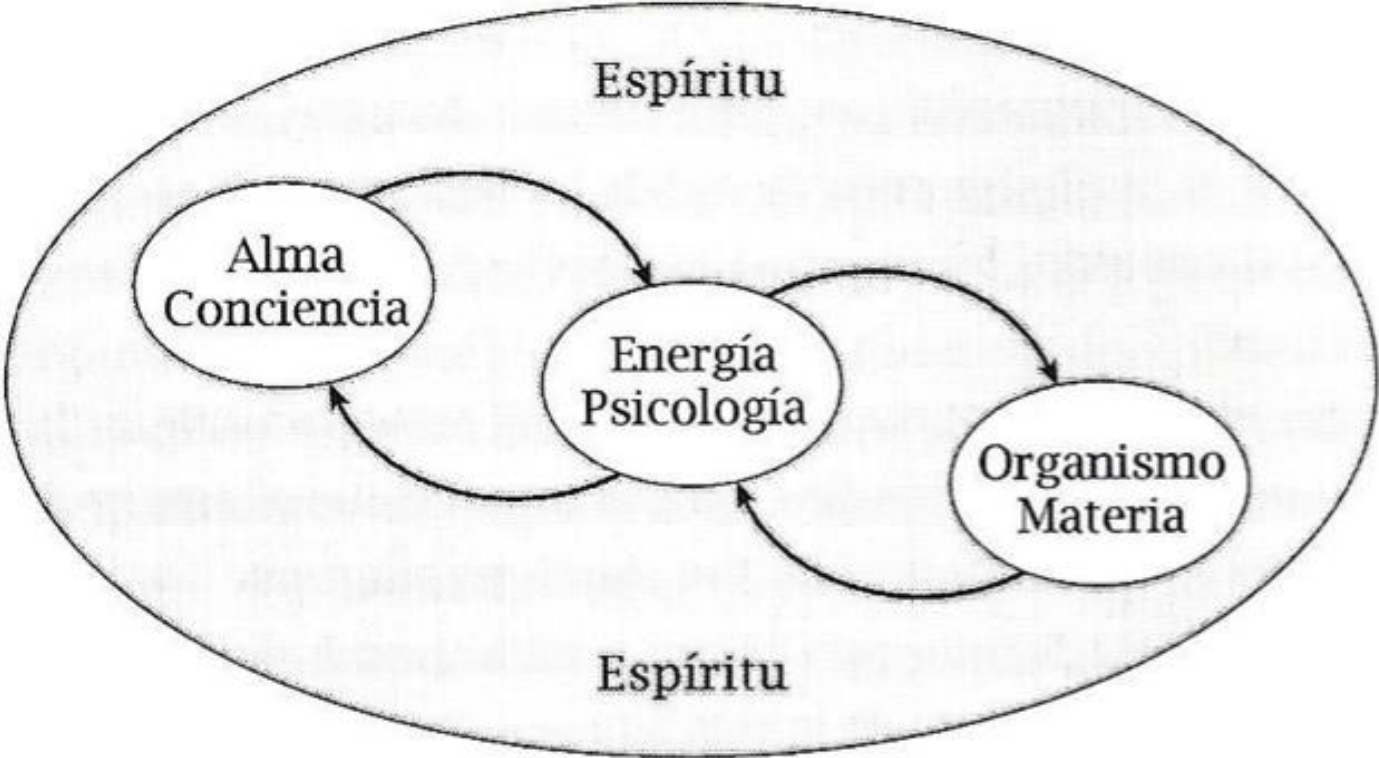 Espíritu
Alma
Conciencia
Energía
Psicología
Organismo
Materia
Espíritu